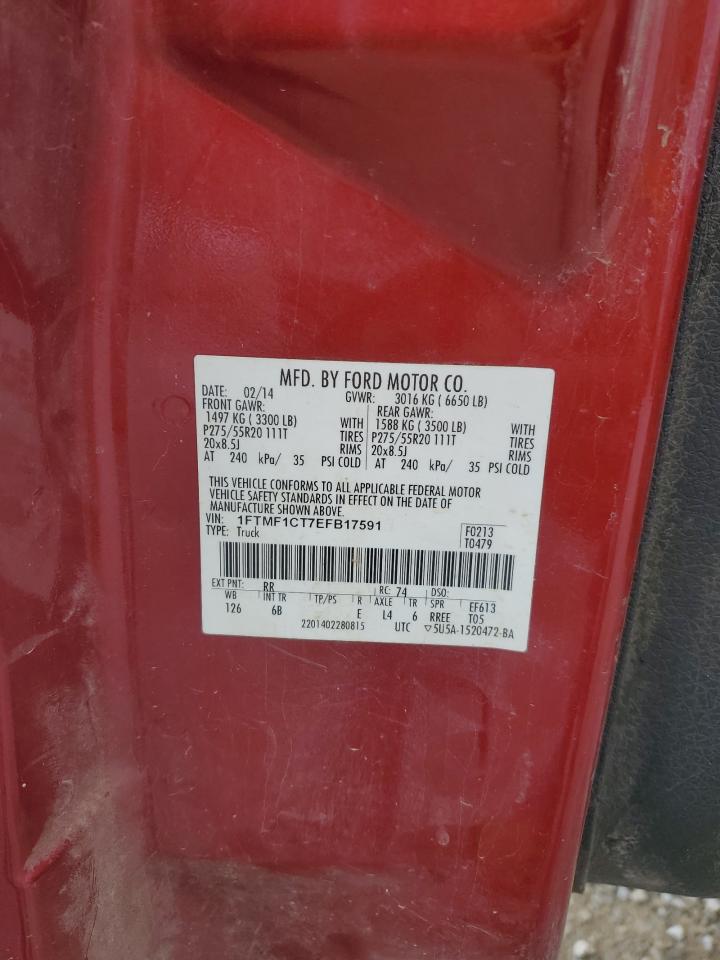 MFD. BY FORD MOTOR CO.
DATE: 02/14 GVWR: 3016 KG ( 6650 LB)
FRONT GAWR: REAR GAWR:
1497 KG ( 3300 LB) WITH 1588 KG ( 3500 LB) WITH
P275/55R20 111T TIRES P275/55R20 111T TIRES
20x8.5J RIMS 20x8.5J RIMS
AT 240 kPa/ 35 PSI COLD AT 240 kPa/ 35 PSI COLD
THIS VEHICLE CONFORMS TO ALL APPLICABLE FEDERAL MOTOR
VEHICLE SAFETY STANDARDS IN EFFECT ON THE DATE OF
MANUFACTURE SHOWN ABOVE.
VIN: 1FTMF1CT7EFB17591 F0213
TYPE: Truck T0479
EXT PNT: RR RC: 74 DSO:
WB INT TR TP/PS R AXLE TR SPR EF613
126 6B E L4 6 RREE T05
2201402280815 UTC ▽5U5A-1520472-BA